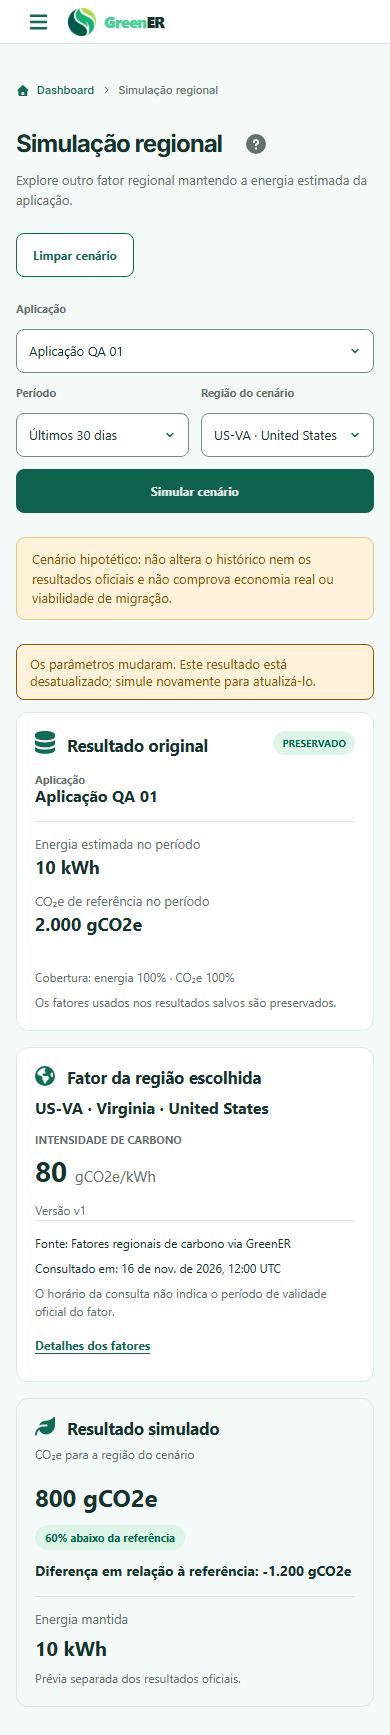 GreenER
Dashboard > Simulação regional
Simulação regional ?
Explore outro fator regional mantendo a energia estimada da
aplicação.
Limpar cenário
Aplicação
Aplicação QA 01
Período
Região do cenário
Últimos 30 dias
US-VA · United States
Simular cenário
Cenário hipotético: não altera o histórico nem os
resultados oficiais e não comprova economia real ou
viabilidade de migração.
Os parâmetros mudaram. Este resultado está
desatualizado; simule novamente para atualizá-lo.
Resultado original
PRESERVADO
Aplicação
Aplicação QA 01
Energia estimada no período
10 kWh
CO₂e de referência no período
2.000 gCO2e
Cobertura: energia 100% · CO₂e 100%
Os fatores usados nos resultados salvos são preservados.
Fator da região escolhida
US-VA · Virginia · United States
INTENSIDADE DE CARBONO
80 gCO2e/kWh
Versão v1
Fonte: Fatores regionais de carbono via GreenER
Consultado em: 16 de nov. de 2026, 12:00 UTC
O horário da consulta não indica o período de validade
oficial do fator.
Detalhes dos fatores
Resultado simulado
CO₂e para a região do cenário
800 gCO2e
60% abaixo da referência
Diferença em relação à referência: -1.200 gCO2e
Energia mantida
10 kWh
Prévia separada dos resultados oficiais.